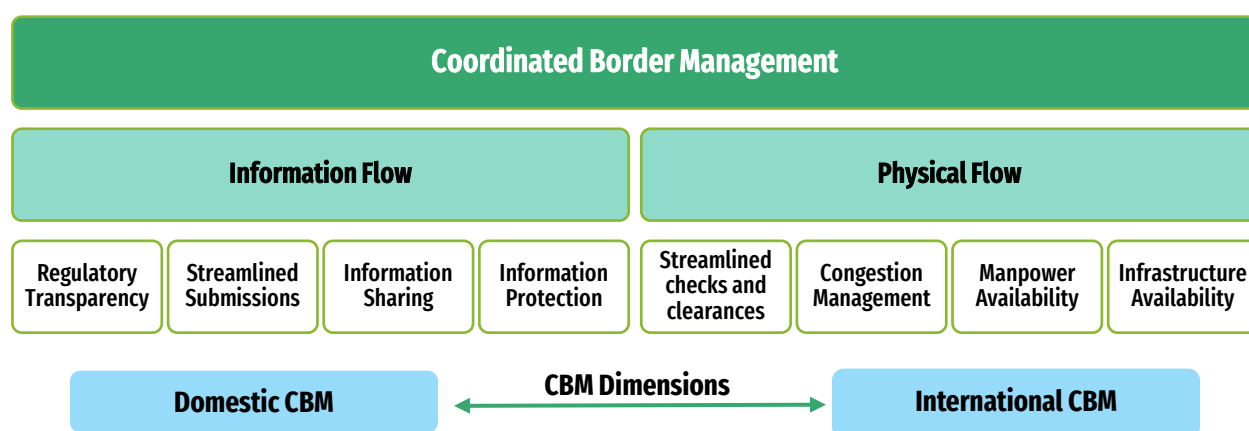 Coordinated Border Management
Information Flow
Physical Flow
Regulatory
Transparency
Streamlined
Submissions
Information
Sharing
Information
Protection
Streamlined
checks and
clearances
Congestion
Management
Manpower
Availability
Infrastructure
Availability
Domestic CBM
CBM Dimensions
International CBM